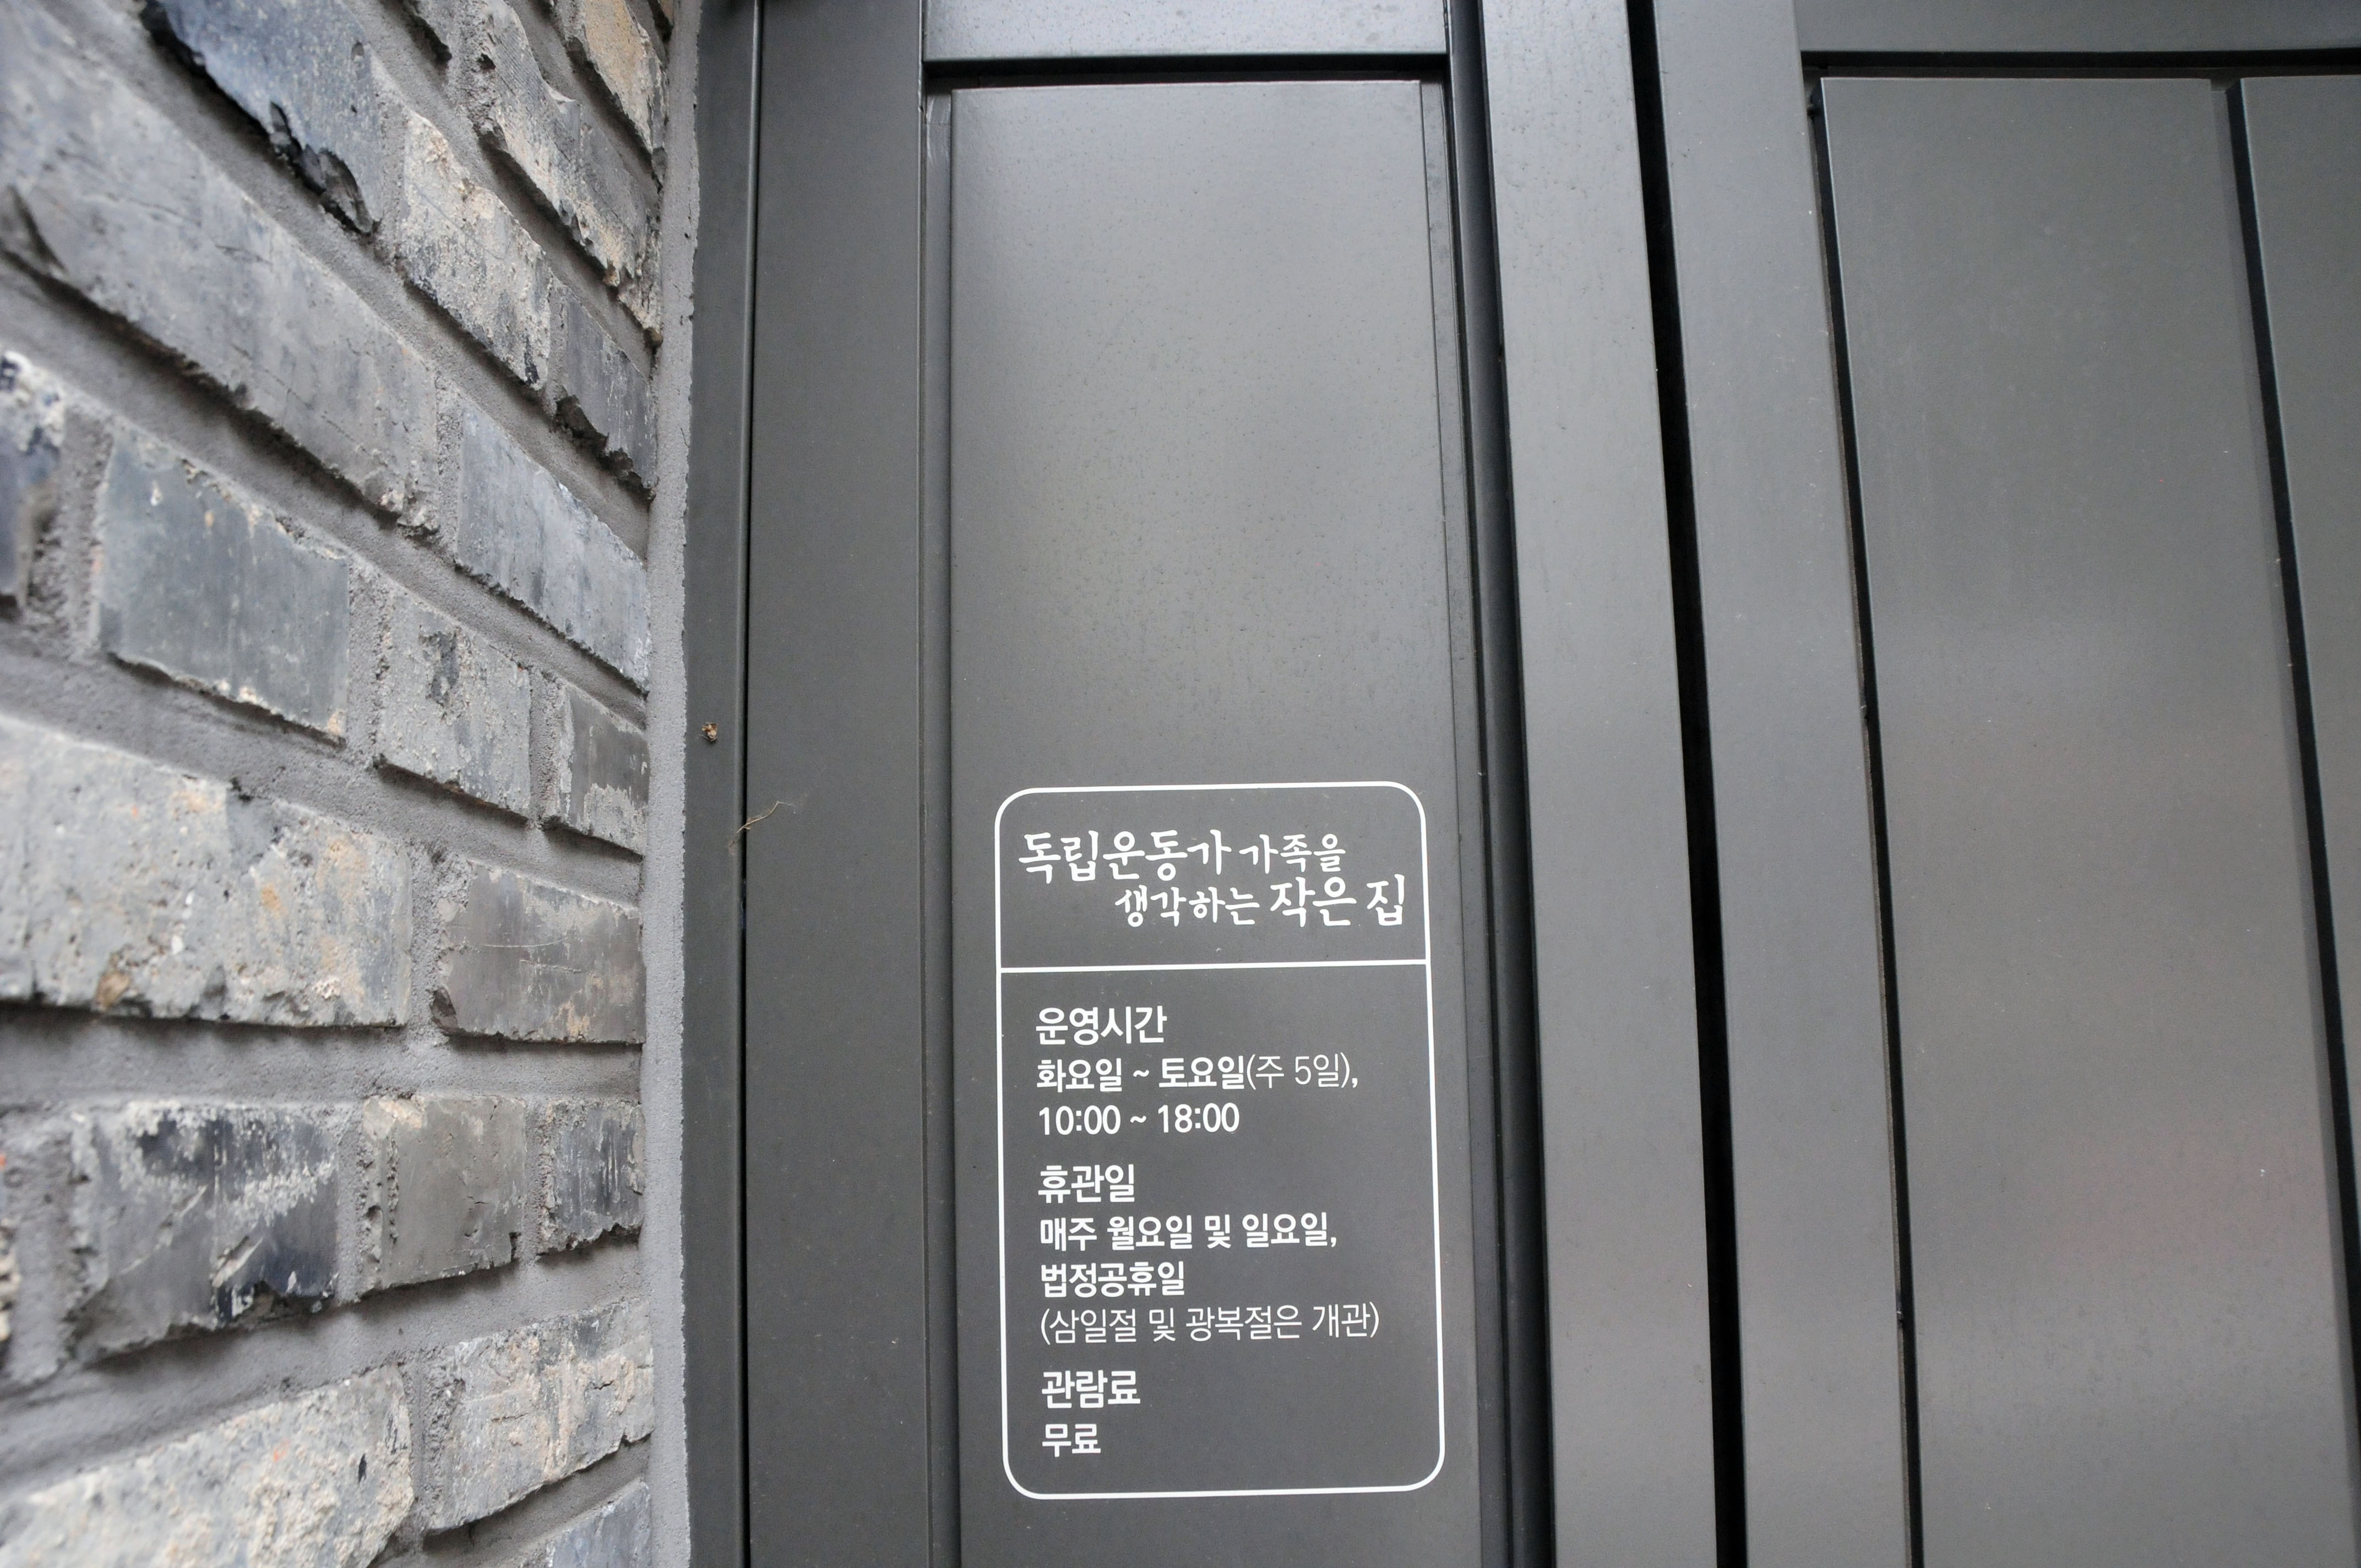 독립운동가 가족을
생각하는 작은 집
운영시간
화요일 ~ 토요일(주 5일),
10:00 ~ 18:00
휴관일
매주 월요일 및 일요일,
법정공휴일
(삼일절 및 광복절은 개관)
관람료
무료